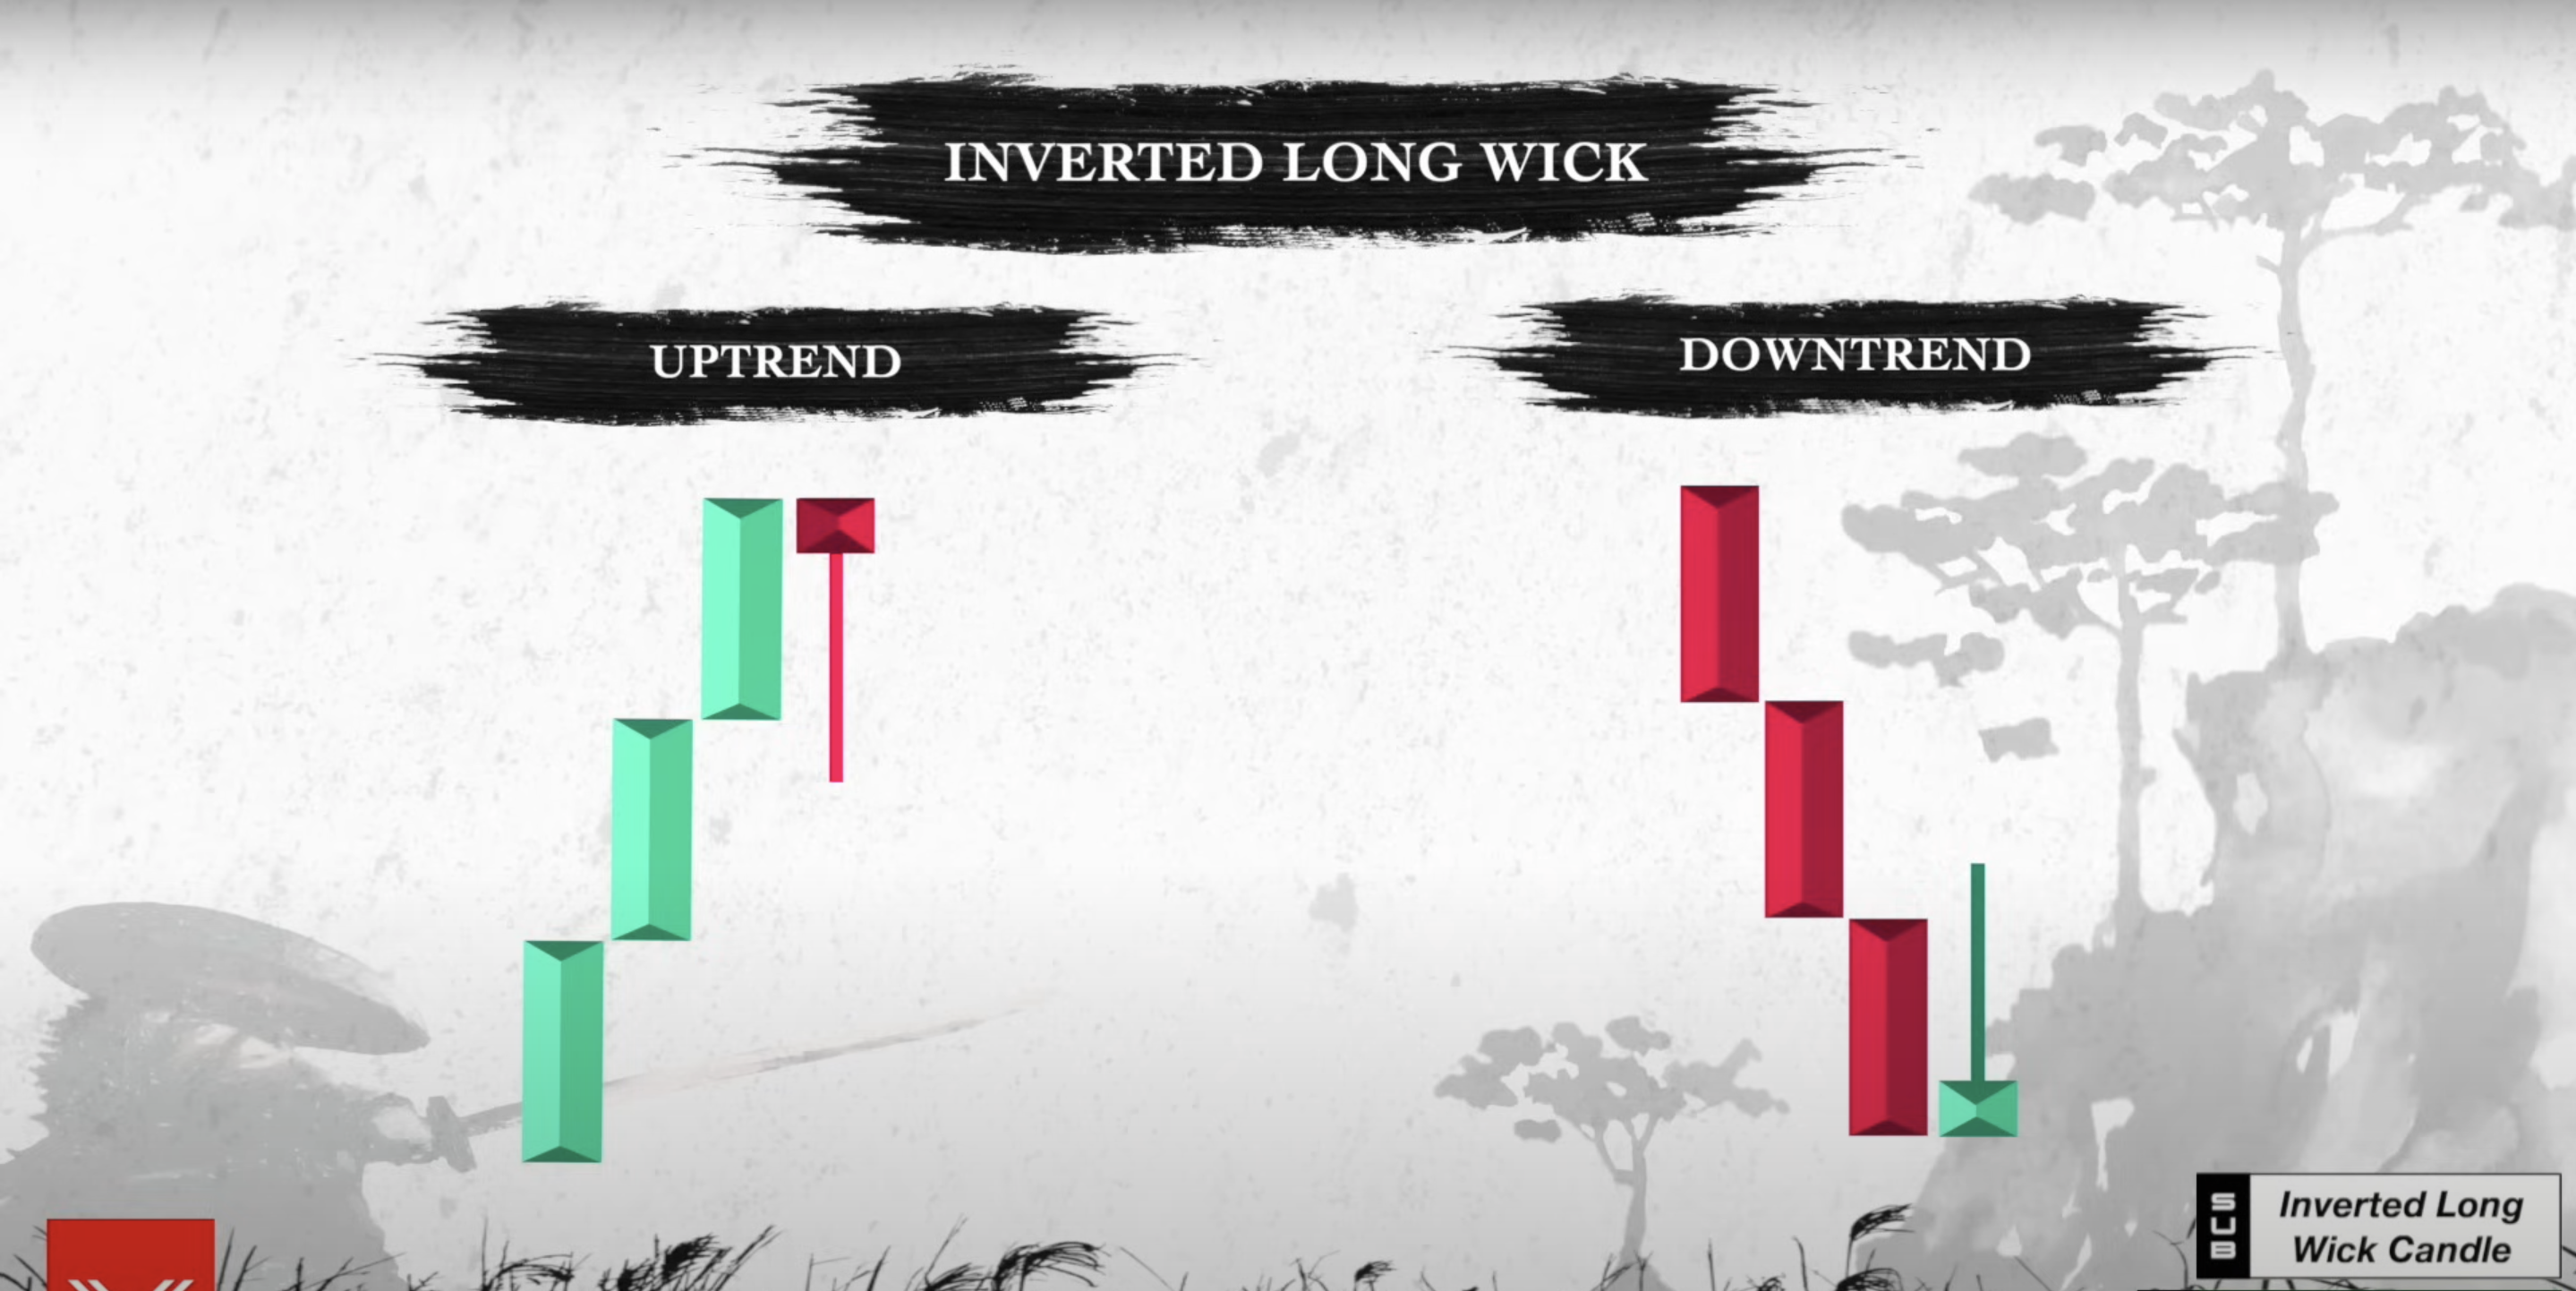 INVERTED LONG WICK
UPTREND
DOWNTREND
SUB
Inverted Long
Wick Candle